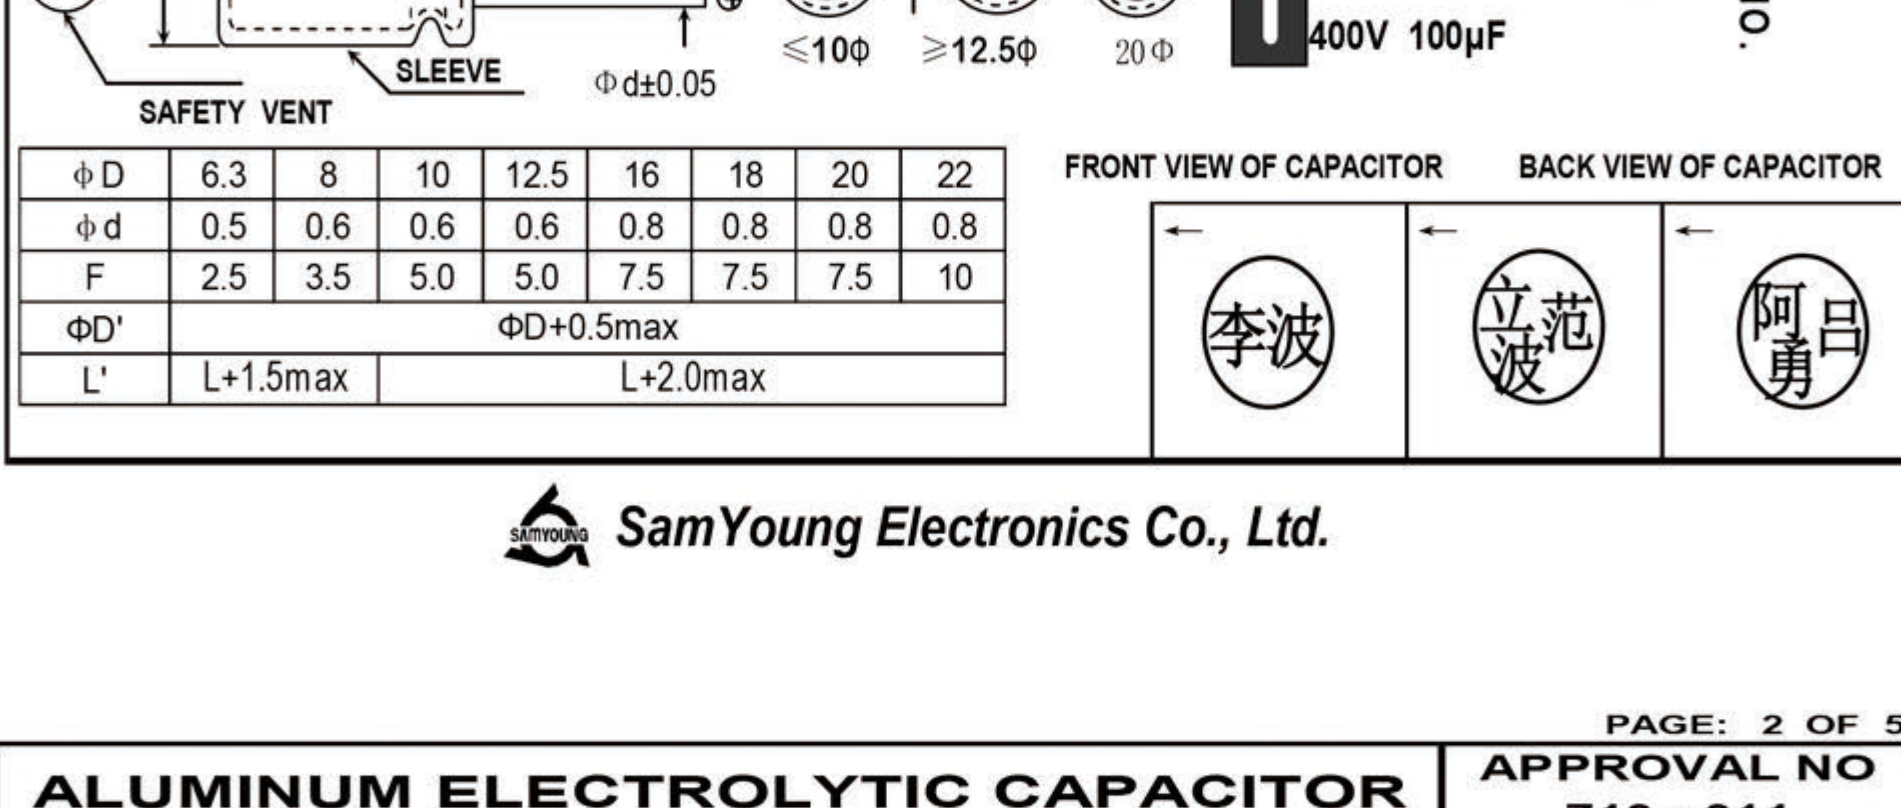 NO.
400V 100μF
≤10Φ ≥12.5Φ 20Φ
SLEEVE
Φd±0.05
SAFETY VENT
ϕD 6.3 8 10 12.5 16 18 20 22
ϕd 0.5 0.6 0.6 0.6 0.8 0.8 0.8 0.8
F 2.5 3.5 5.0 5.0 7.5 7.5 7.5 10
ΦD' ΦD+0.5max
L' L+1.5max L+2.0max
FRONT VIEW OF CAPACITOR BACK VIEW OF CAPACITOR
李波
范立波
吕阿勇
SAMYOUNG
SamYoung Electronics Co., Ltd.
PAGE: 2 OF 5
ALUMINUM ELECTROLYTIC CAPACITOR
APPROVAL NO